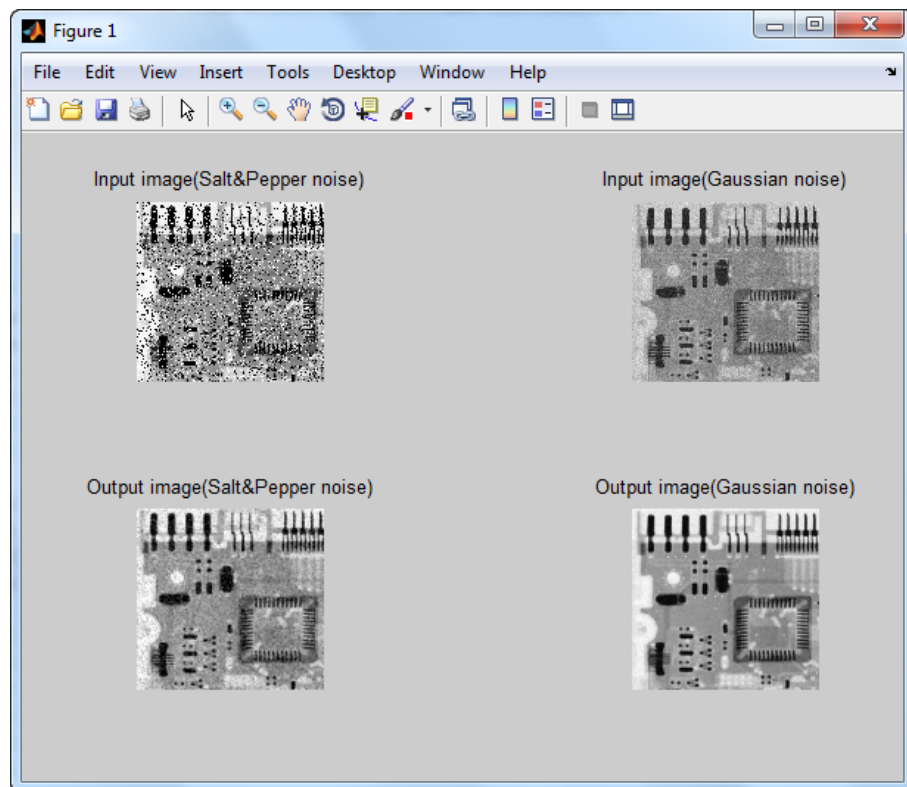 Figure 1
File Edit View Insert Tools Desktop Window Help
Input image(Salt&Pepper noise)
Input image(Gaussian noise)
Output image(Salt&Pepper noise)
Output image(Gaussian noise)